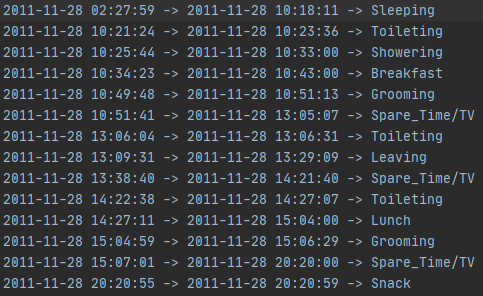 2011-11-28 02:27:59 -> 2011-11-28 10:18:11 -> Sleeping
2011-11-28 10:21:24 -> 2011-11-28 10:23:36 -> Toileting
2011-11-28 10:25:44 -> 2011-11-28 10:33:00 -> Showering
2011-11-28 10:34:23 -> 2011-11-28 10:43:00 -> Breakfast
2011-11-28 10:49:48 -> 2011-11-28 10:51:13 -> Grooming
2011-11-28 10:51:41 -> 2011-11-28 13:05:07 -> Spare_Time/TV
2011-11-28 13:06:04 -> 2011-11-28 13:06:31 -> Toileting
2011-11-28 13:09:31 -> 2011-11-28 13:29:09 -> Leaving
2011-11-28 13:38:40 -> 2011-11-28 14:21:40 -> Spare_Time/TV
2011-11-28 14:22:38 -> 2011-11-28 14:27:07 -> Toileting
2011-11-28 14:27:11 -> 2011-11-28 15:04:00 -> Lunch
2011-11-28 15:04:59 -> 2011-11-28 15:06:29 -> Grooming
2011-11-28 15:07:01 -> 2011-11-28 20:20:00 -> Spare_Time/TV
2011-11-28 20:20:55 -> 2011-11-28 20:20:59 -> Snack